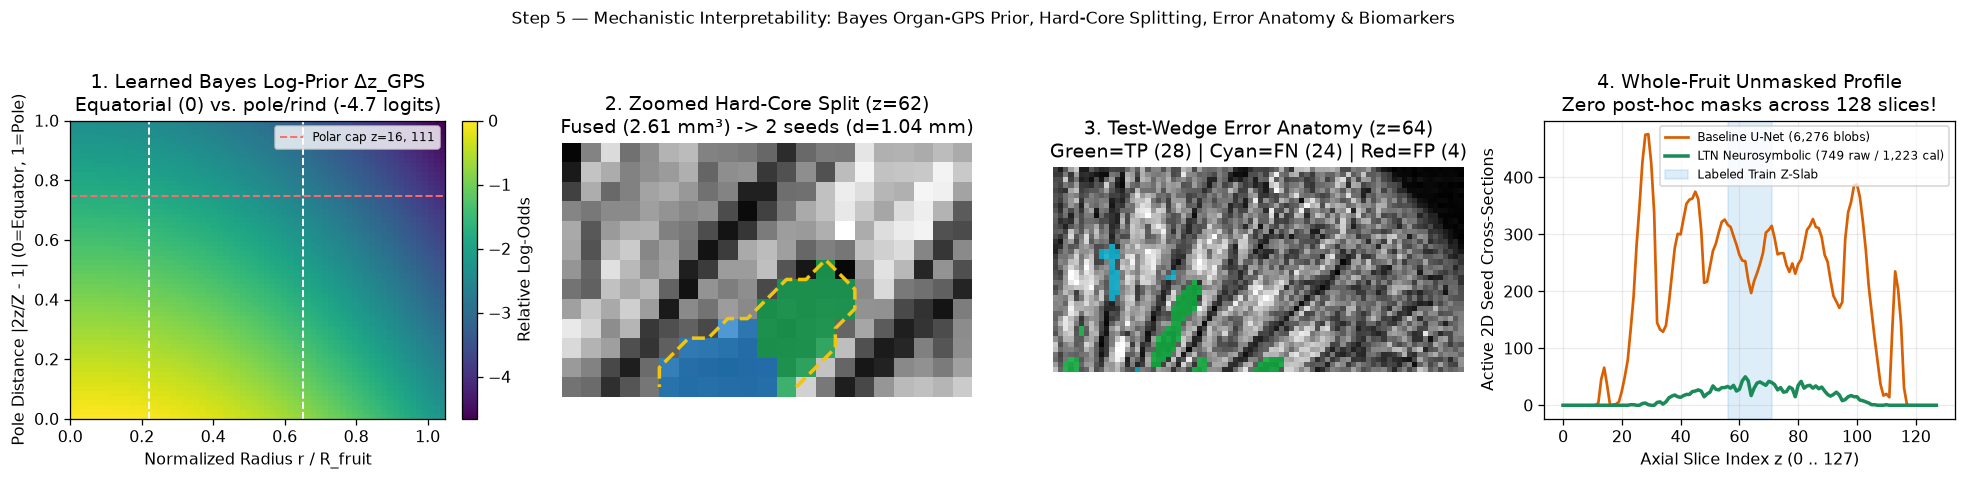 Step 5 — Mechanistic Interpretability: Bayes Organ-GPS Prior, Hard-Core Splitting, Error Anatomy & Biomarkers
1. Learned Bayes Log-Prior Δz_GPS
Equatorial (0) vs. pole/rind (-4.7 logits)
Polar cap z=16, 111
Pole Distance |2z/Z - 1| (0=Equator, 1=Pole)
1.0
0.8
0.6
0.4
0.2
0.0
0.0 0.2 0.4 0.6 0.8 1.0
Normalized Radius r / R_fruit
0
−1
−2
−3
−4
Relative Log-Odds
2. Zoomed Hard-Core Split (z=62)
Fused (2.61 mm³) -> 2 seeds (d=1.04 mm)
3. Test-Wedge Error Anatomy (z=64)
Green=TP (28) | Cyan=FN (24) | Red=FP (4)
4. Whole-Fruit Unmasked Profile
Zero post-hoc masks across 128 slices!
Baseline U-Net (6,276 blobs)
LTN Neurosymbolic (749 raw / 1,223 cal)
Labeled Train Z-Slab
Active 2D Seed Cross-Sections
400
300
200
100
0
0 20 40 60 80 100 120
Axial Slice Index z (0 .. 127)